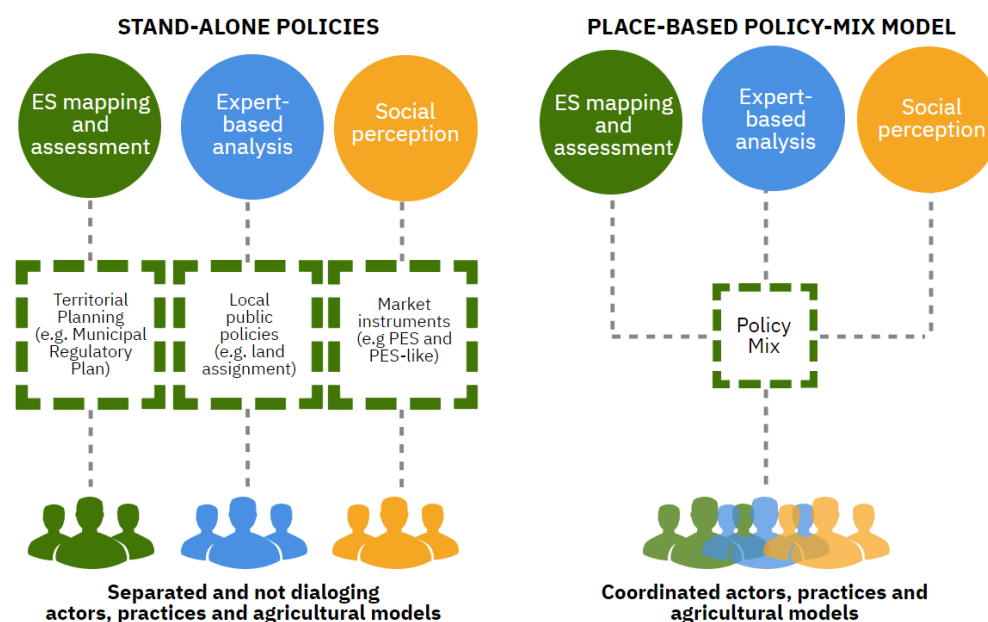 STAND-ALONE POLICIES
ES mapping
and
assessment
Expert-
based
analysis
Social
perception
Territorial
Planning
(e.g. Municipal
Regulatory
Plan)
Local
public
policies
(e.g. land
assignment)
Market
instruments
(e.g PES and
PES-like)
Separated and not dialoging
actors, practices and agricultural models
PLACE-BASED POLICY-MIX MODEL
ES mapping
and
assessment
Expert-
based
analysis
Social
perception
Policy
Mix
Coordinated actors, practices and
agricultural models